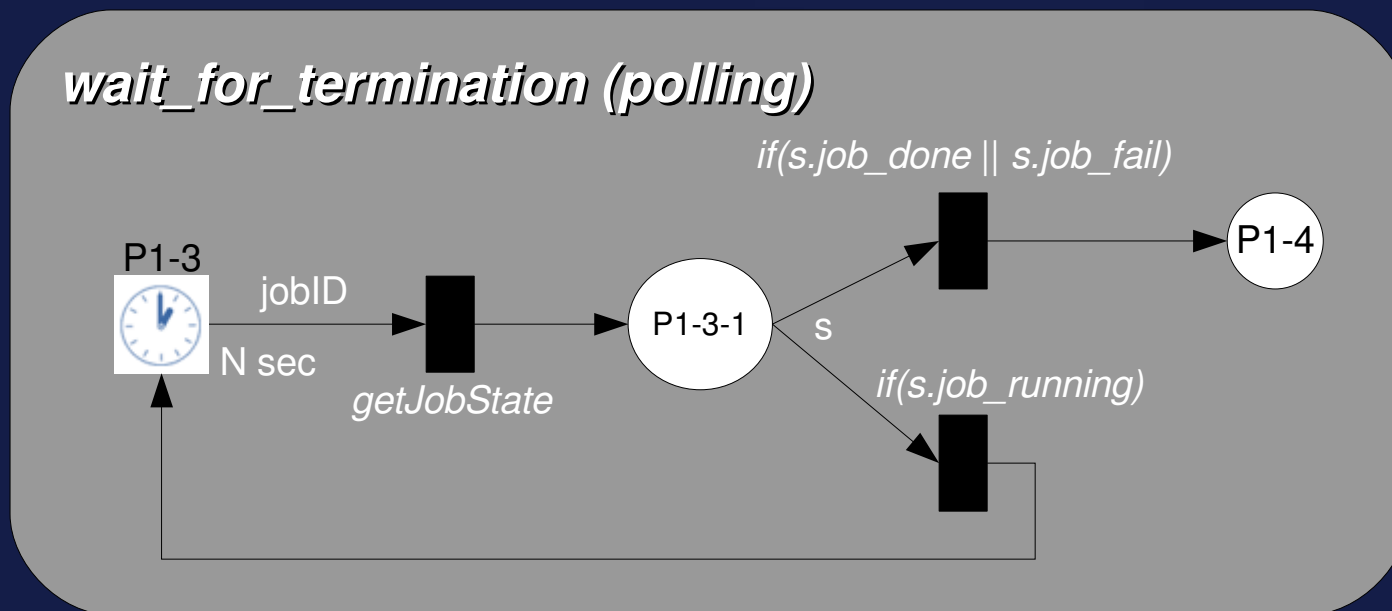 wait_for_termination (polling)
if(s.job_done || s.job_fail)
P1-3
jobID
N sec
getJobState
P1-3-1
s
P1-4
if(s.job_running)